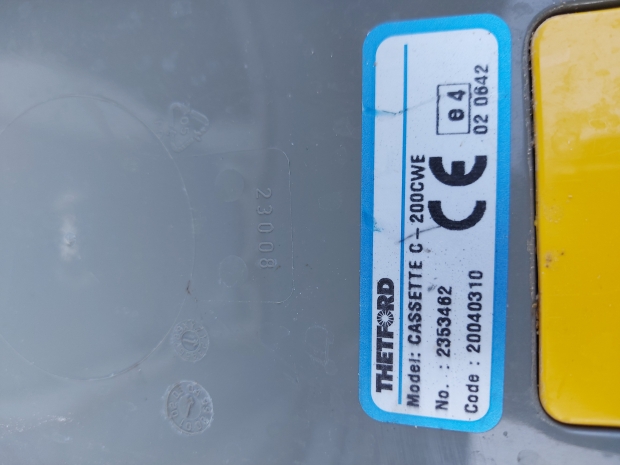 THETFORD
Model: CASSETTE C-200CWE
No. : 2353462
Code : 20040310
CE
e4
02 0642
23008